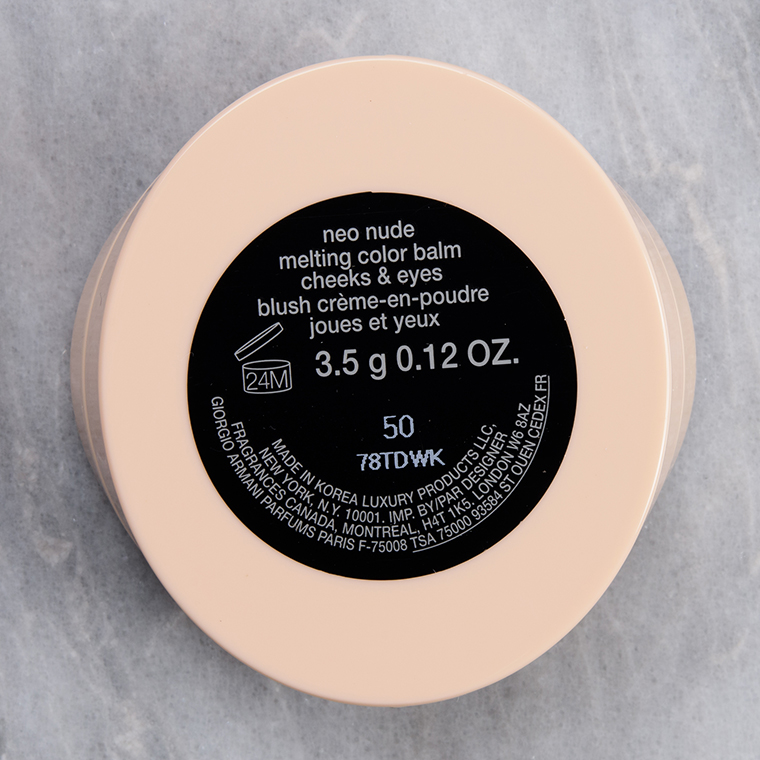 neo nude
melting color balm
cheeks & eyes
blush crème-en-poudre
joues et yeux
24M
3.5 g 0.12 OZ.
50
78TDWK
MADE IN KOREA LUXURY PRODUCTS LLC,
NEW YORK, N.Y. 10001. IMP. BY/PAR DESIGNER
FRAGRANCES CANADA, MONTRÉAL, H4T 1K5, LONDON W6 8AZ
GIORGIO ARMANI PARFUMS PARIS F-75008 TSA 75000 93584 ST OUEN CEDEX FR